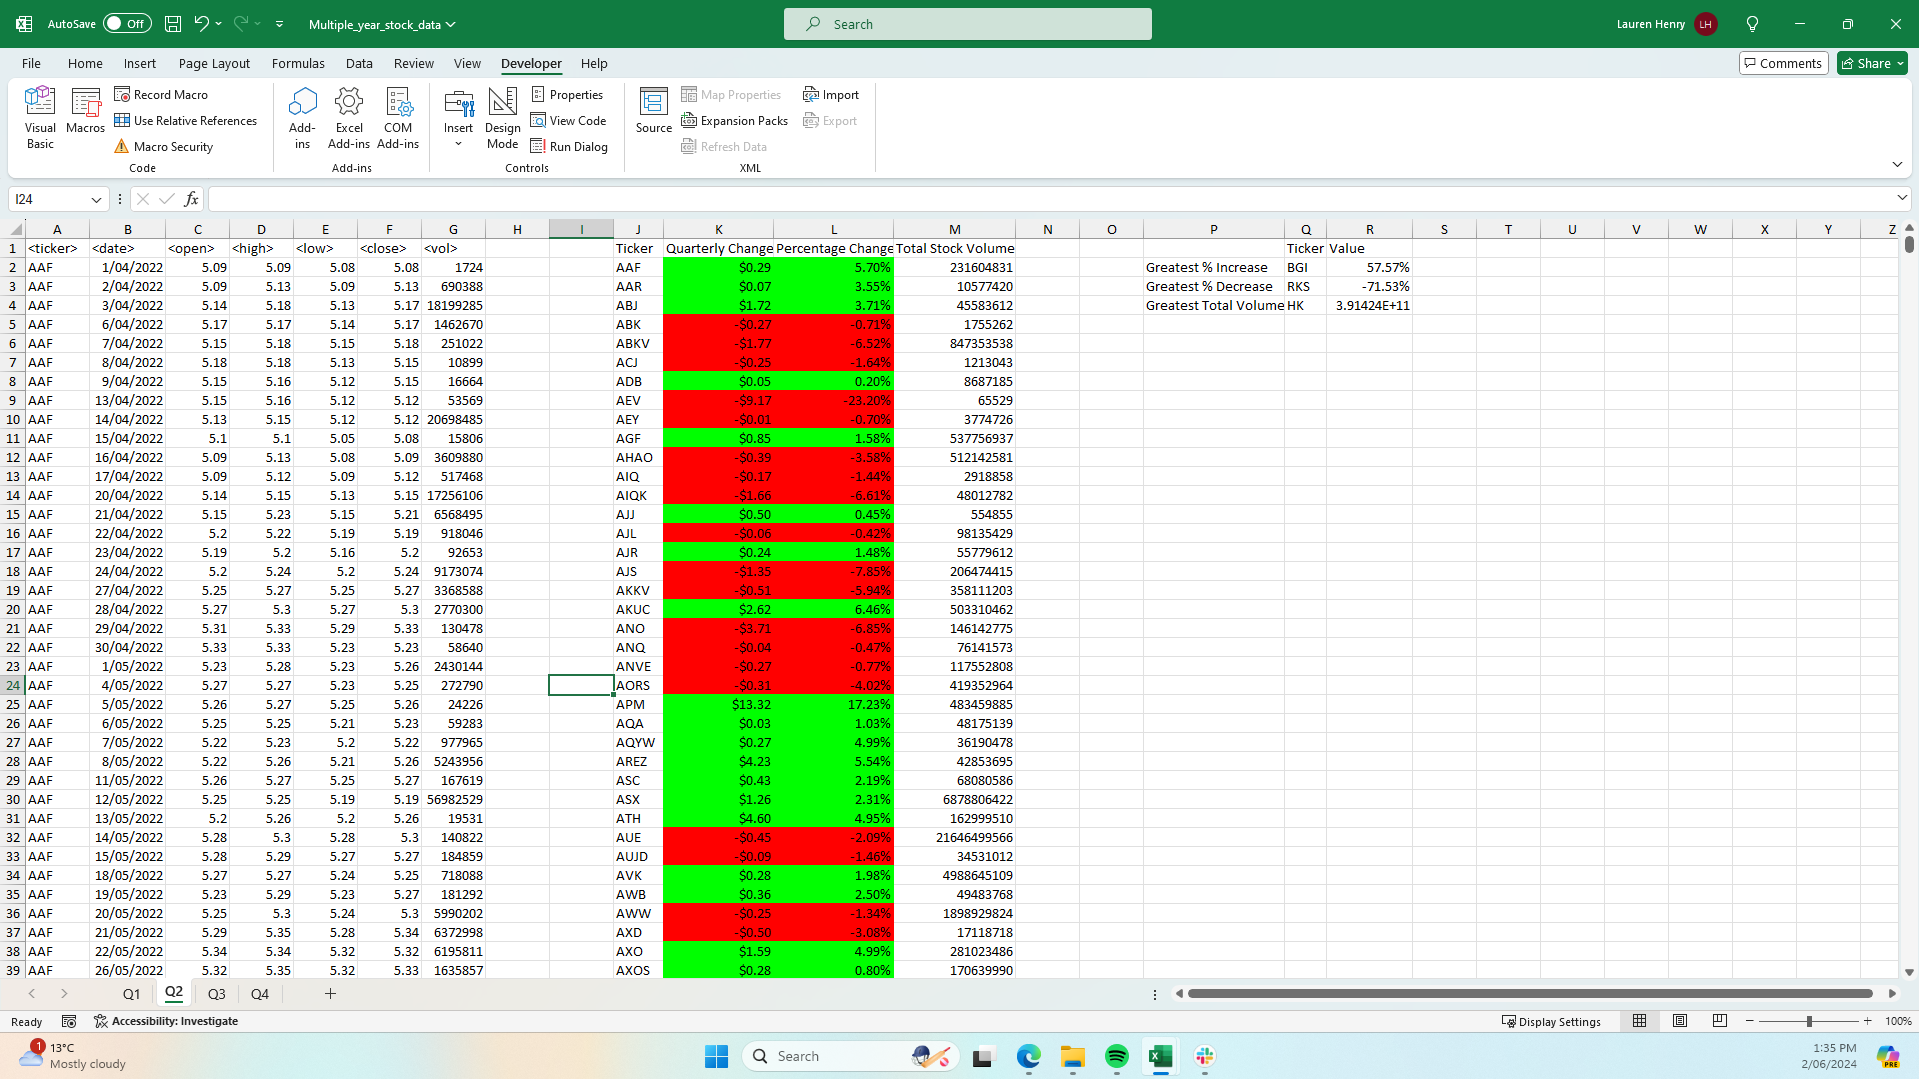 AutoSave Off Multiple_year_stock_data Search Lauren Henry LH
File Home Insert Page Layout Formulas Data Review View Developer Help Comments Share
Visual Basic Macros Record Macro Use Relative References Macro Security
Add-ins Excel Add-ins COM Add-ins
Insert Design Mode Properties View Code Run Dialog
Source Map Properties Expansion Packs Refresh Data Import Export
Code Add-ins Controls XML
I24 fx
A B C D E F G H I J K L M N O P Q R S T U V W X Y Z
1 <ticker> <date> <open> <high> <low> <close> <vol> Ticker Quarterly Change Percentage Change Total Stock Volume Ticker Value
2 AAF 1/04/2022 5.09 5.09 5.08 5.08 1724 AAF $0.29 5.70% 231604831 Greatest % Increase BGI 57.57%
3 AAF 2/04/2022 5.09 5.13 5.09 5.13 690388 AAR $0.07 3.55% 10577420 Greatest % Decrease RKS -71.53%
4 AAF 3/04/2022 5.14 5.18 5.13 5.17 18199285 ABJ $1.72 3.71% 45583612 Greatest Total Volume HK 3.91424E+11
5 AAF 6/04/2022 5.17 5.17 5.14 5.17 1462670 ABK -$0.27 -0.71% 1755262
6 AAF 7/04/2022 5.15 5.18 5.15 5.18 251022 ABKV -$1.77 -6.52% 847353538
7 AAF 8/04/2022 5.18 5.18 5.13 5.15 10899 ACJ -$0.25 -1.64% 1213043
8 AAF 9/04/2022 5.15 5.16 5.12 5.15 16664 ADB $0.05 0.20% 8687185
9 AAF 13/04/2022 5.15 5.16 5.12 5.12 53569 AEV -$9.17 -23.20% 65529
10 AAF 14/04/2022 5.13 5.15 5.12 5.12 20698485 AEY -$0.01 -0.70% 3774726
11 AAF 15/04/2022 5.1 5.1 5.05 5.08 15806 AGF $0.85 1.58% 537756937
12 AAF 16/04/2022 5.09 5.13 5.08 5.09 3609880 AHAO -$0.39 -3.58% 512142581
13 AAF 17/04/2022 5.09 5.12 5.09 5.12 517468 AIQ -$0.17 -1.44% 2918858
14 AAF 20/04/2022 5.14 5.15 5.13 5.15 17256106 AIQK -$1.66 -6.61% 48012782
15 AAF 21/04/2022 5.15 5.23 5.15 5.21 6568495 AJJ $0.50 0.45% 554855
16 AAF 22/04/2022 5.2 5.22 5.19 5.19 918046 AJL -$0.06 -0.42% 98135429
17 AAF 23/04/2022 5.19 5.2 5.16 5.2 92653 AJR $0.24 1.48% 55779612
18 AAF 24/04/2022 5.2 5.24 5.2 5.24 9173074 AJS -$1.35 -7.85% 206474415
19 AAF 27/04/2022 5.25 5.27 5.25 5.27 3368588 AKKV -$0.51 -5.94% 358111203
20 AAF 28/04/2022 5.27 5.3 5.27 5.3 2770300 AKUC $2.62 6.46% 503310462
21 AAF 29/04/2022 5.31 5.33 5.29 5.33 130478 ANO -$3.71 -6.85% 146142775
22 AAF 30/04/2022 5.33 5.33 5.23 5.23 58640 ANQ -$0.04 -0.47% 76141573
23 AAF 1/05/2022 5.23 5.28 5.23 5.26 2430144 ANVE -$0.27 -0.77% 117552808
24 AAF 4/05/2022 5.27 5.27 5.23 5.25 272790 AORS -$0.31 -4.02% 419352964
25 AAF 5/05/2022 5.26 5.27 5.25 5.26 24226 APM $13.32 17.23% 483459885
26 AAF 6/05/2022 5.25 5.25 5.21 5.23 59283 AQA $0.03 1.03% 48175139
27 AAF 7/05/2022 5.22 5.23 5.2 5.22 977965 AQYW $0.27 4.99% 36190478
28 AAF 8/05/2022 5.22 5.26 5.21 5.26 5243956 AREZ $4.23 5.54% 42853695
29 AAF 11/05/2022 5.26 5.27 5.25 5.27 167619 ASC $0.43 2.19% 68080586
30 AAF 12/05/2022 5.25 5.25 5.19 5.19 56982529 ASX $1.26 2.31% 6878806422
31 AAF 13/05/2022 5.2 5.26 5.2 5.26 19531 ATH $4.60 4.95% 162999510
32 AAF 14/05/2022 5.28 5.3 5.28 5.3 140822 AUE -$0.45 -2.09% 21646499566
33 AAF 15/05/2022 5.28 5.29 5.27 5.27 184859 AUJD -$0.09 -1.46% 34531012
34 AAF 18/05/2022 5.27 5.27 5.24 5.25 718088 AVK $0.28 1.98% 4988645109
35 AAF 19/05/2022 5.23 5.29 5.23 5.27 181292 AWB $0.36 2.50% 49483768
36 AAF 20/05/2022 5.25 5.3 5.24 5.3 5990202 AWW -$0.25 -1.34% 1898929824
37 AAF 21/05/2022 5.29 5.35 5.28 5.34 6372998 AXD -$0.50 -3.08% 17118718
38 AAF 22/05/2022 5.34 5.34 5.32 5.32 6195811 AXO $1.59 4.99% 281023486
39 AAF 26/05/2022 5.32 5.35 5.32 5.33 1635857 AXOS $0.28 0.80% 170639990
Q1 Q2 Q3 Q4
Ready Accessibility: Investigate Display Settings 100%
1 13°C Mostly cloudy Search PRE 1:35 PM 2/06/2024